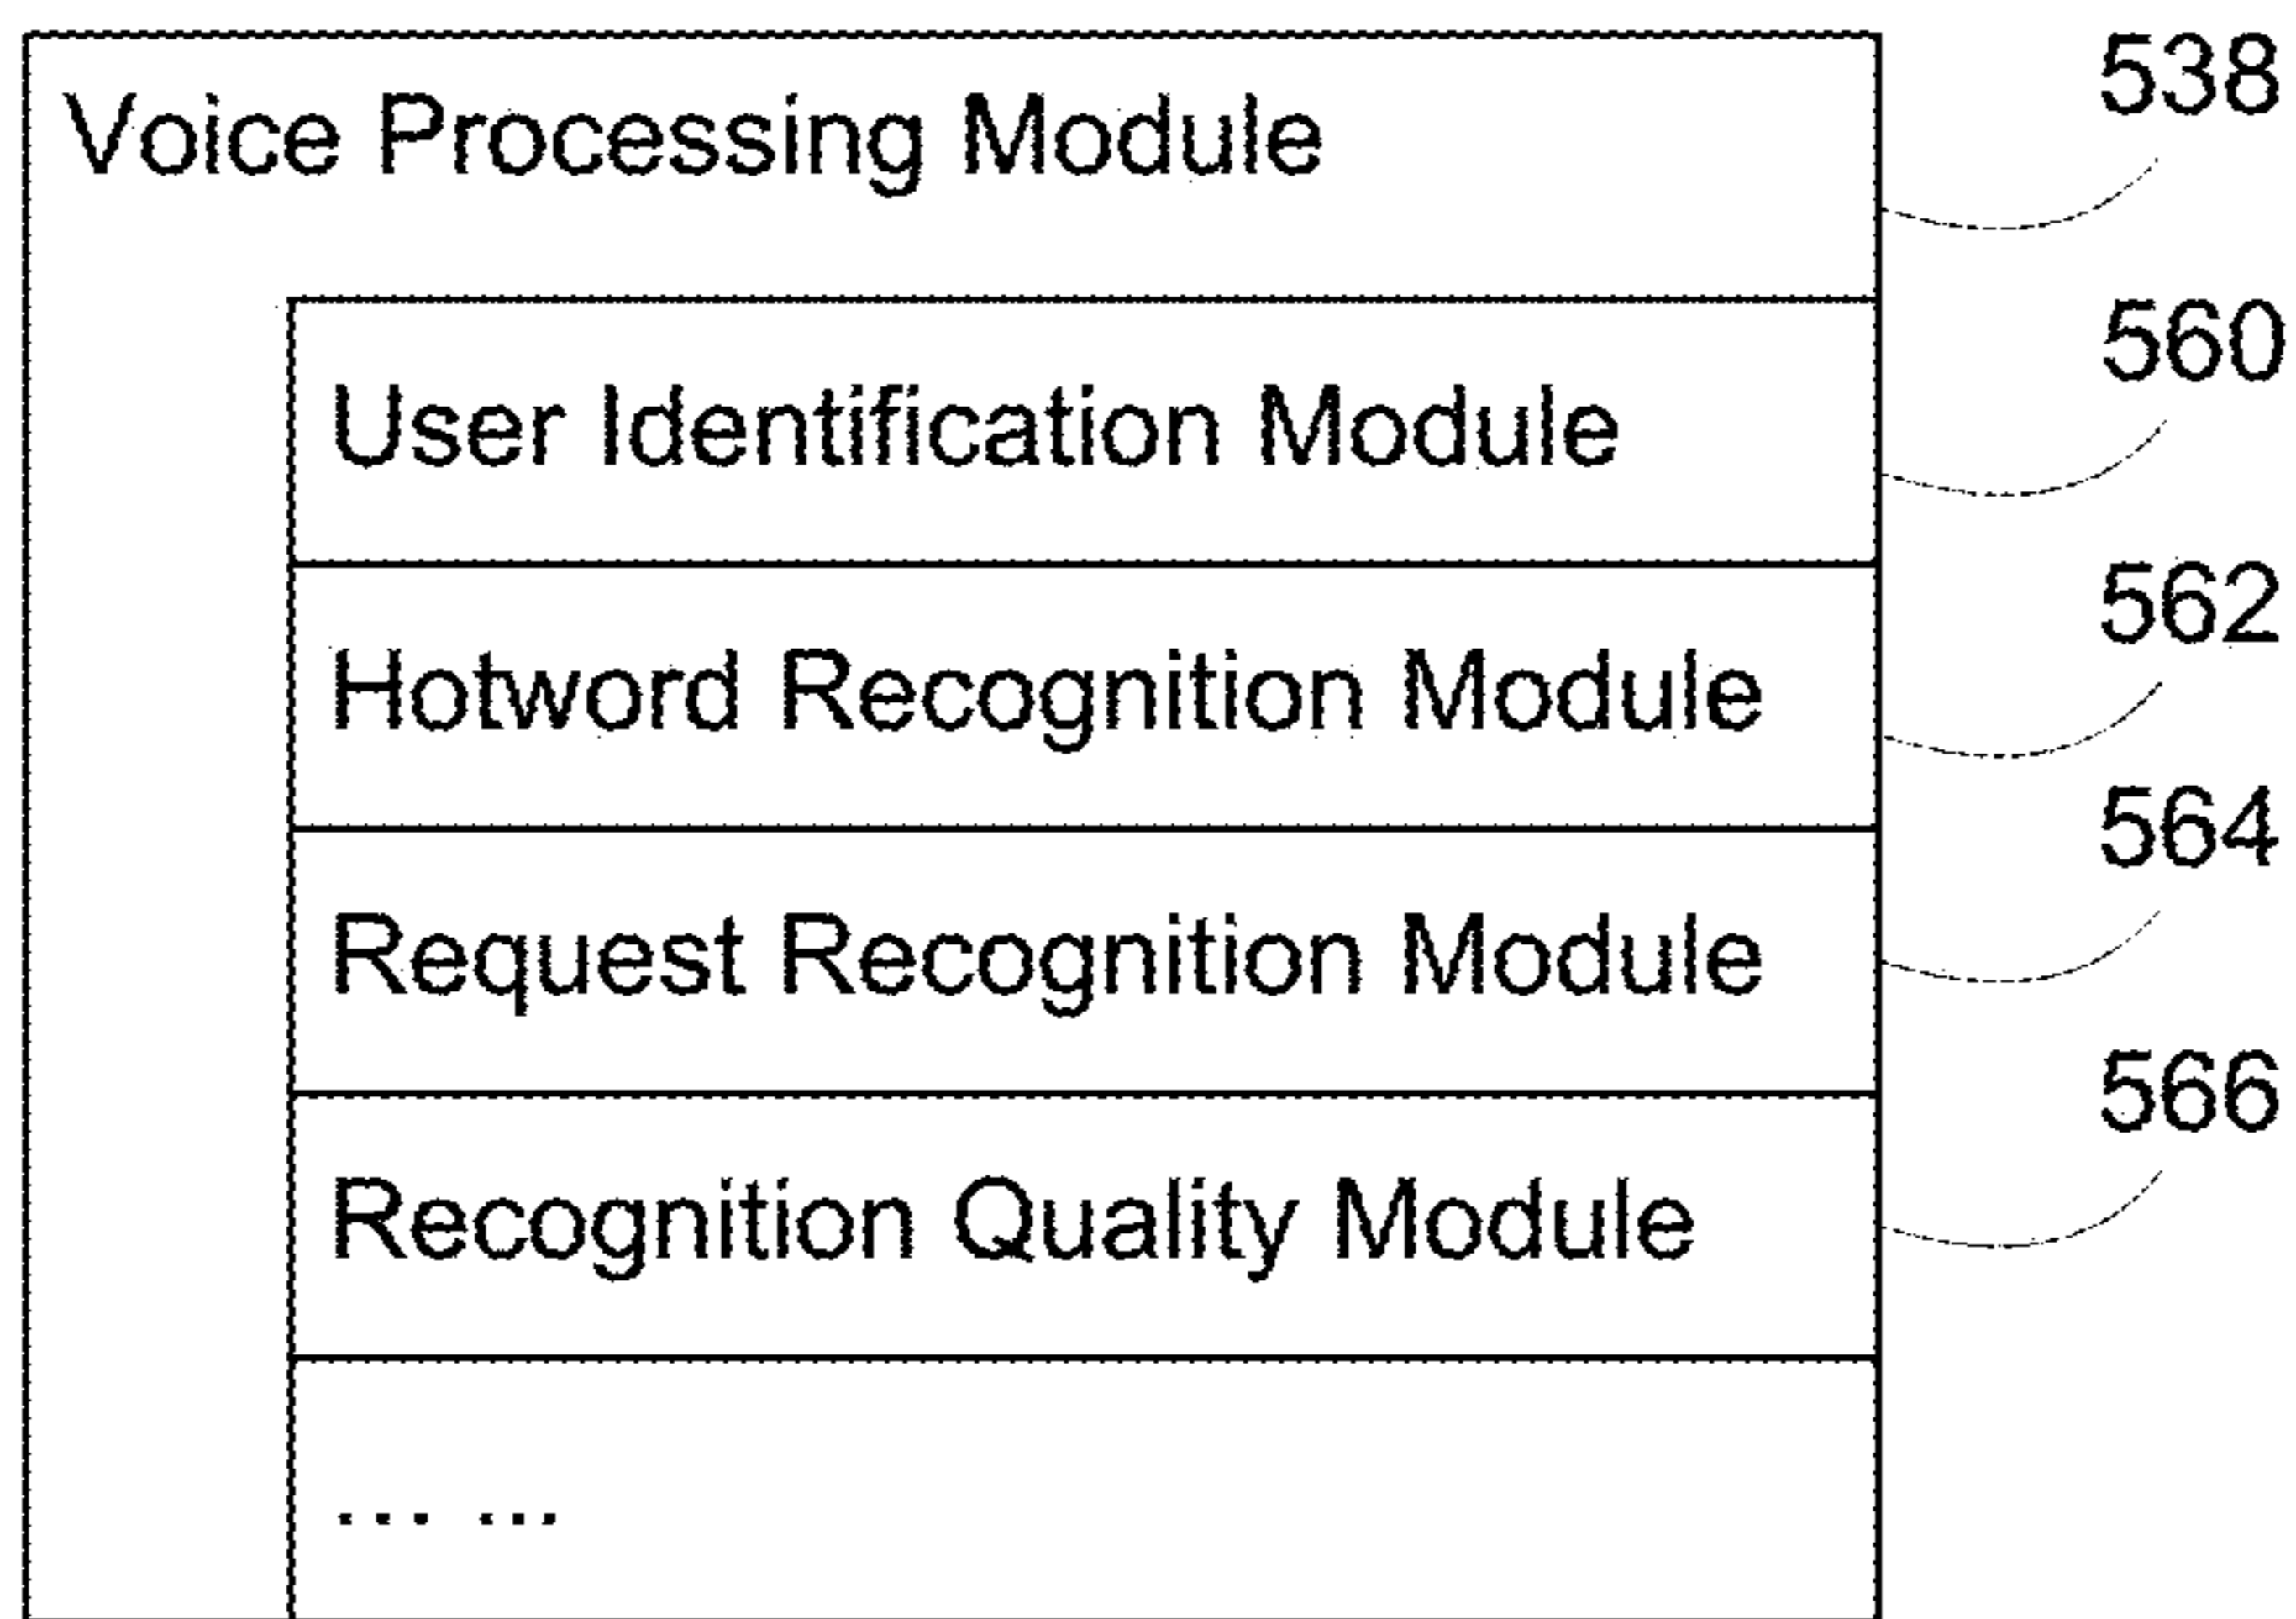 Voice Processing Module 538
User Identification Module 560
Hotword Recognition Module 562
Request Recognition Module 564
Recognition Quality Module 566
... ...